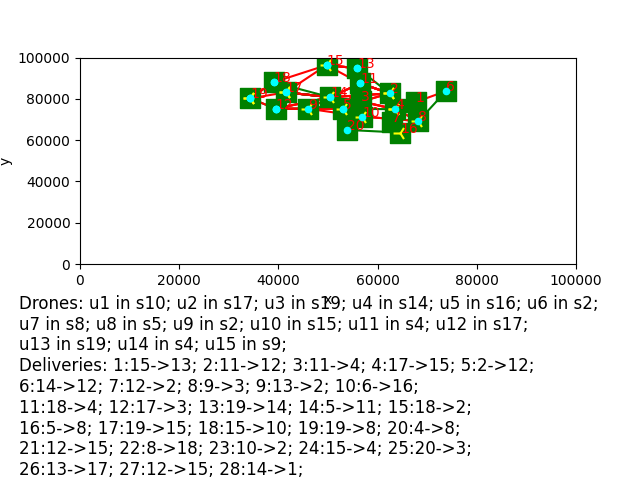 100000
80000
60000
40000
20000
0
y
0 20000 40000 60000 80000 100000
x
Drones: u1 in s10; u2 in s17; u3 in s19; u4 in s14; u5 in s16; u6 in s2;
u7 in s8; u8 in s5; u9 in s2; u10 in s15; u11 in s4; u12 in s17;
u13 in s19; u14 in s4; u15 in s9;
Deliveries: 1:15->13; 2:11->12; 3:11->4; 4:17->15; 5:2->12;
6:14->12; 7:12->2; 8:9->3; 9:13->2; 10:6->16;
11:18->4; 12:17->3; 13:19->14; 14:5->11; 15:18->2;
16:5->8; 17:19->15; 18:15->10; 19:19->8; 20:4->8;
21:12->15; 22:8->18; 23:10->2; 24:15->4; 25:20->3;
26:13->17; 27:12->15; 28:14->1;